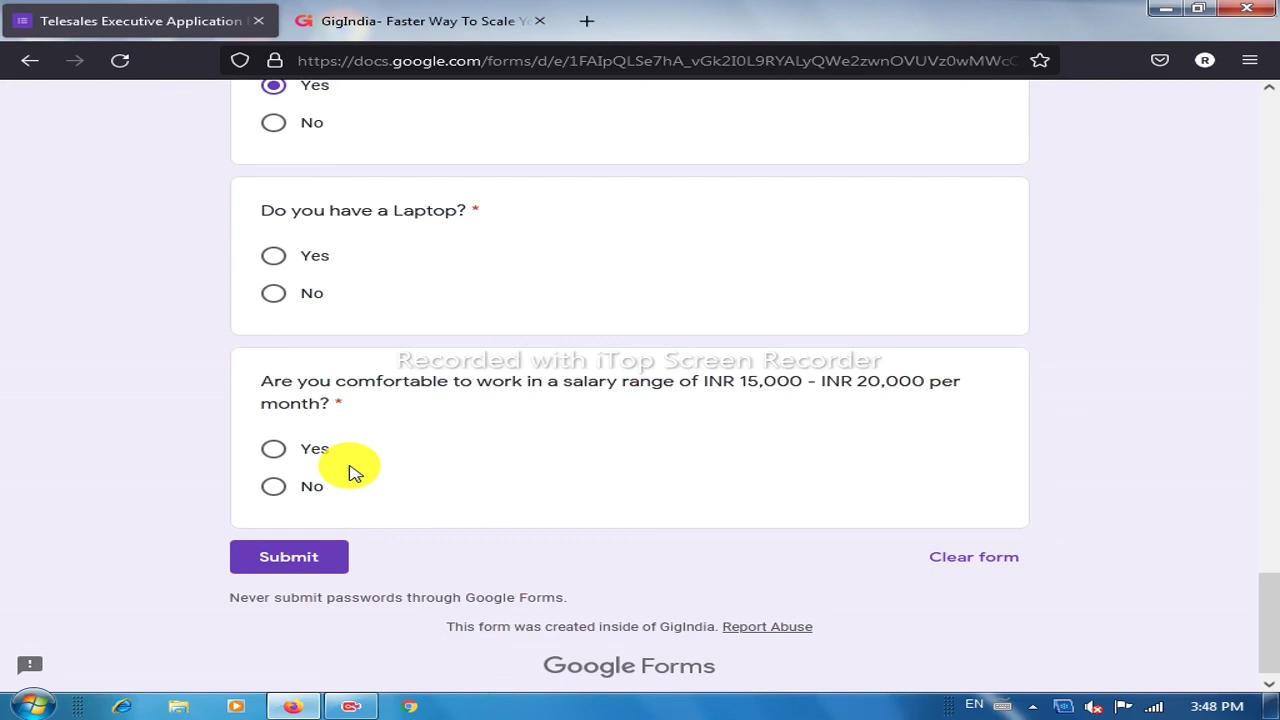 Telesales Executive Application
GigIndia- Faster Way To Scale Yo
https://docs.google.com/forms/d/e/1FAIpQLSe7hA_vGk2I0L9RYALyQWe2zwnOVUVz0wMWcC
R
Yes
No
Do you have a Laptop? *
Yes
No
Recorded with iTop Screen Recorder
Are you comfortable to work in a salary range of INR 15,000 - INR 20,000 per
month? *
Yes
No
Submit
Clear form
Never submit passwords through Google Forms.
This form was created inside of GigIndia. Report Abuse
Google Forms
EN
3:48 PM